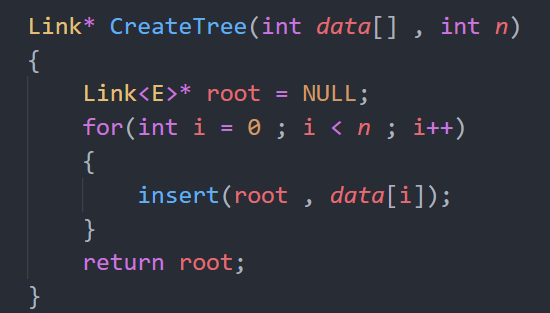 Link* CreateTree(int data[] , int n)
{
    Link<E>* root = NULL;
    for(int i = 0 ; i < n ; i++)
    {
        insert(root , data[i]);
    }
    return root;
}